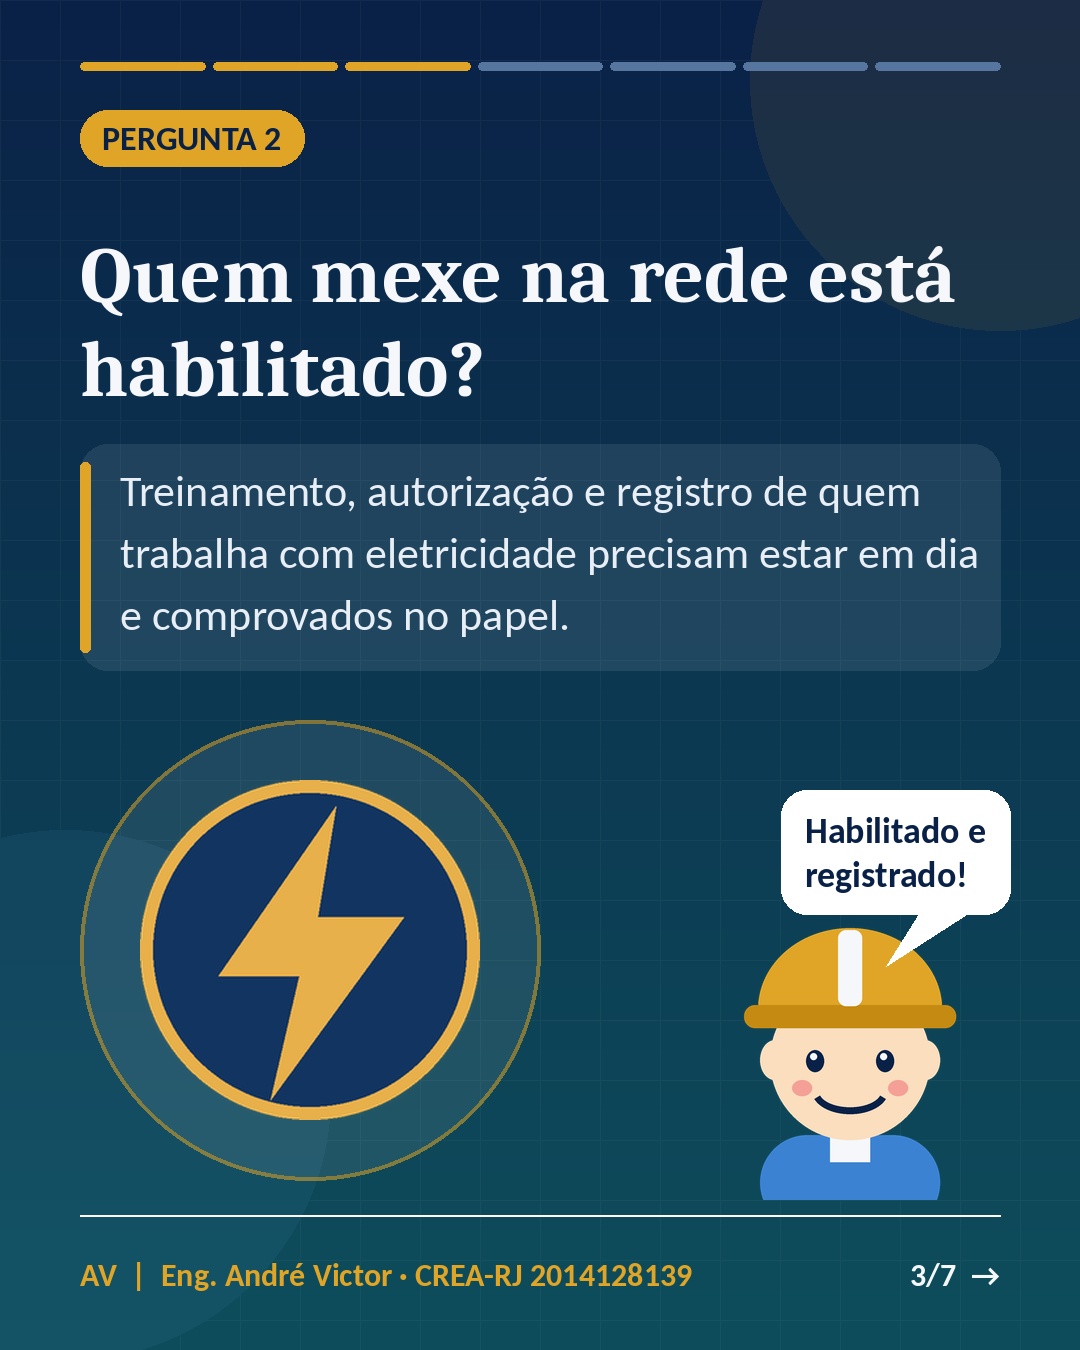 PERGUNTA 2
Quem mexe na rede está
habilitado?
Treinamento, autorização e registro de quem
trabalha com eletricidade precisam estar em dia
e comprovados no papel.
Habilitado e
registrado!
AV | Eng. André Victor · CREA-RJ 2014128139
3/7 →